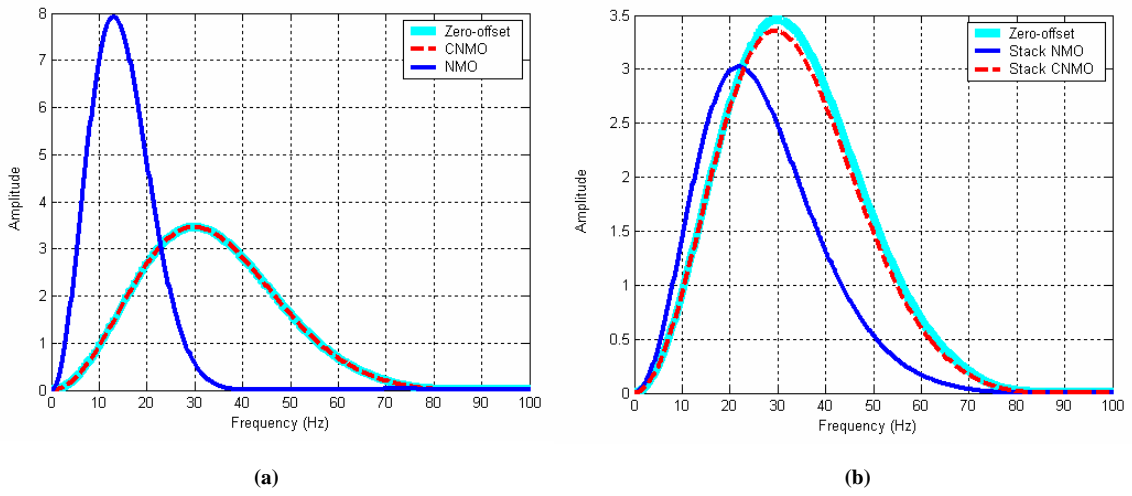 8
7
6
5
4
3
2
1
0
Amplitude
0 10 20 30 40 50 60 70 80 90 100
Frequency (Hz)
Zero-offset
CNMO
NMO
(a)
3.5
3
2.5
2
1.5
1
0.5
0
Amplitude
0 10 20 30 40 50 60 70 80 90 100
Frequency (Hz)
Zero-offset
Stack NMO
Stack CNMO
(b)